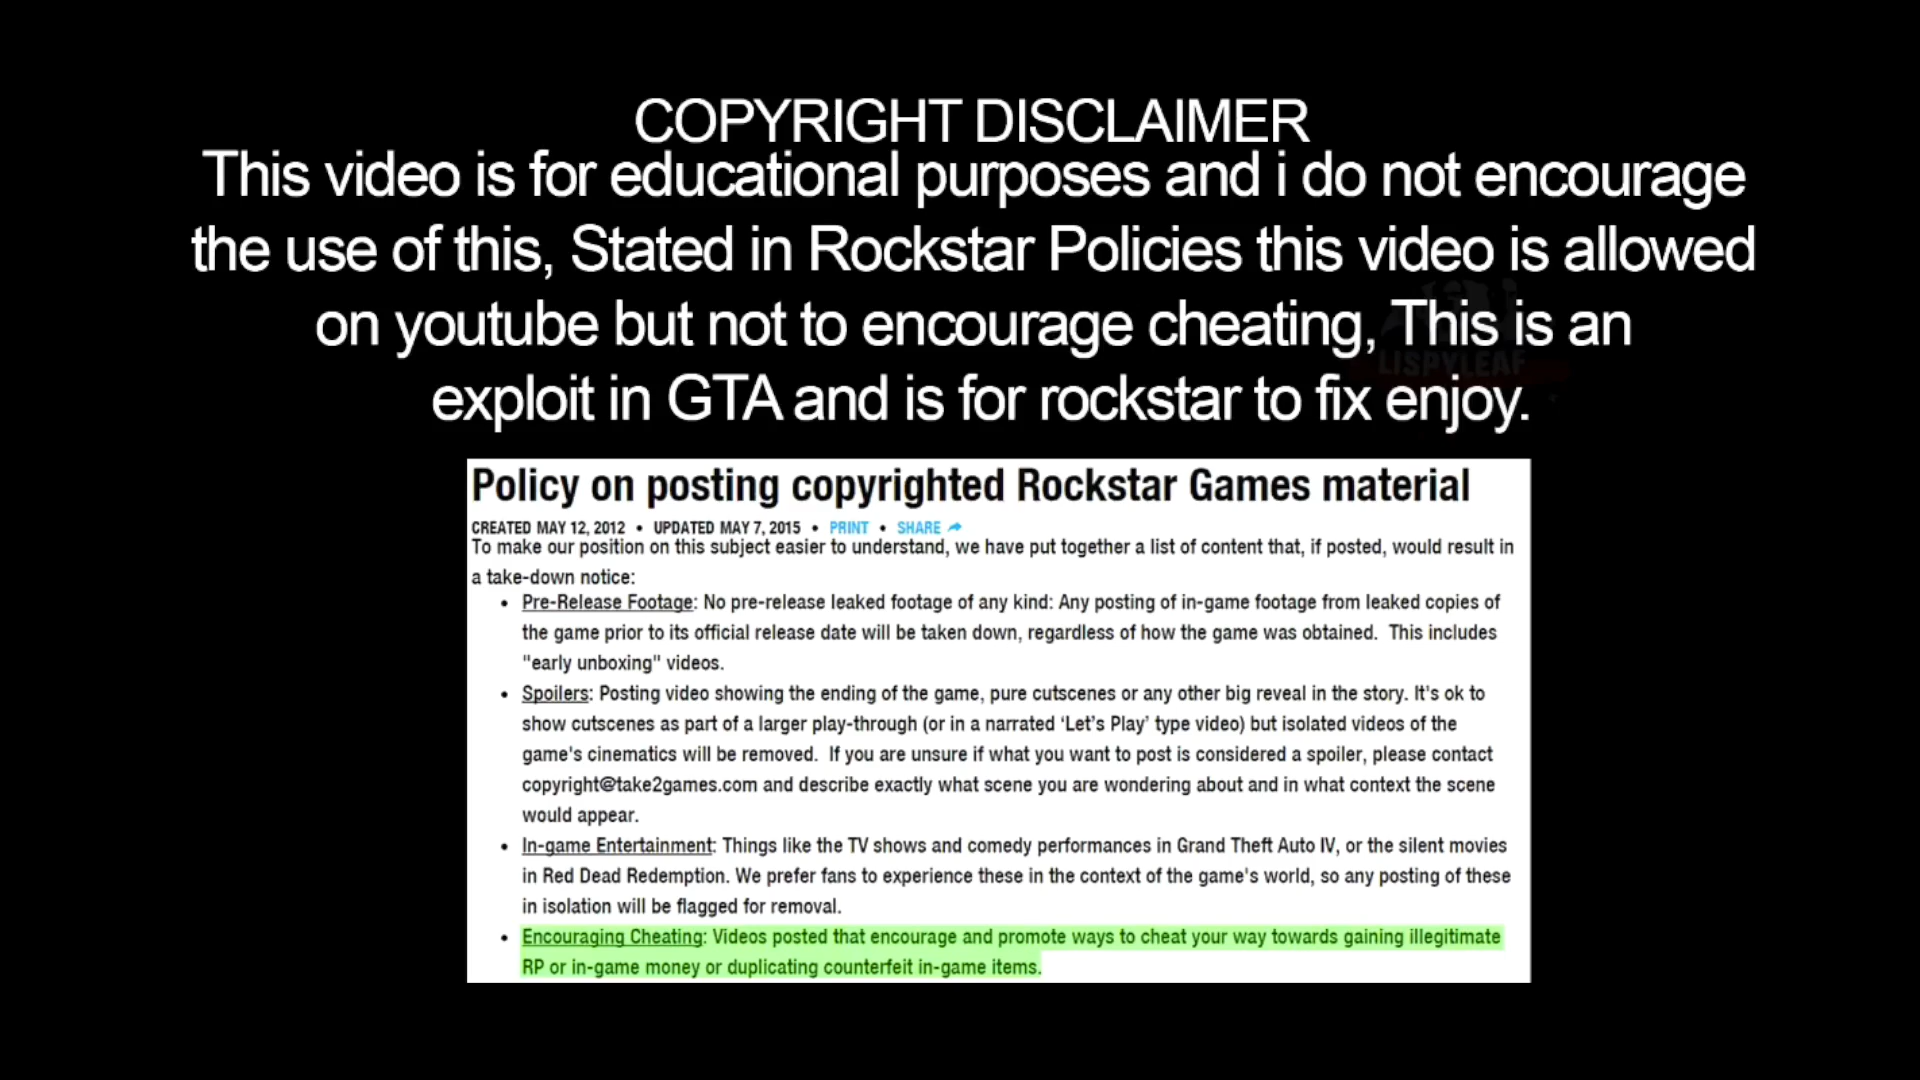 COPYRIGHT DISCLAIMER
This video is for educational purposes and i do not encourage
the use of this, Stated in Rockstar Policies this video is allowed
on youtube but not to encourage cheating, This is an
exploit in GTA and is for rockstar to fix enjoy.
LISPYLEAF
Policy on posting copyrighted Rockstar Games material
CREATED MAY 12, 2012 • UPDATED MAY 7, 2015 • PRINT • SHARE
To make our position on this subject easier to understand, we have put together a list of content that, if posted, would result in
a take-down notice:
• Pre-Release Footage: No pre-release leaked footage of any kind: Any posting of in-game footage from leaked copies of
the game prior to its official release date will be taken down, regardless of how the game was obtained. This includes
"early unboxing" videos.
• Spoilers: Posting video showing the ending of the game, pure cutscenes or any other big reveal in the story. It's ok to
show cutscenes as part of a larger play-through (or in a narrated ‘Let’s Play’ type video) but isolated videos of the
game's cinematics will be removed. If you are unsure if what you want to post is considered a spoiler, please contact
copyright@take2games.com and describe exactly what scene you are wondering about and in what context the scene
would appear.
• In-game Entertainment: Things like the TV shows and comedy performances in Grand Theft Auto IV, or the silent movies
in Red Dead Redemption. We prefer fans to experience these in the context of the game's world, so any posting of these
in isolation will be flagged for removal.
• Encouraging Cheating: Videos posted that encourage and promote ways to cheat your way towards gaining illegitimate
RP or in-game money or duplicating counterfeit in-game items.